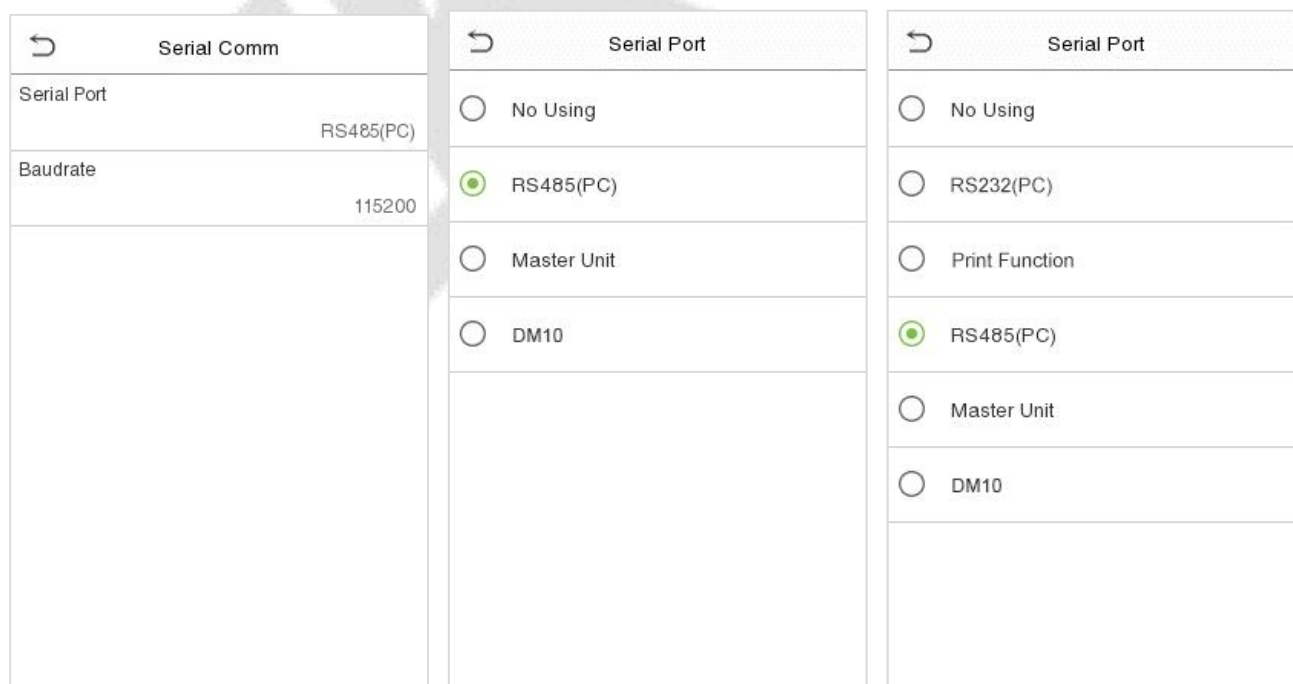 Serial Comm
Serial Port
RS485(PC)
Baudrate
115200
Serial Port
No Using
RS485(PC)
Master Unit
DM10
Serial Port
No Using
RS232(PC)
Print Function
RS485(PC)
Master Unit
DM10